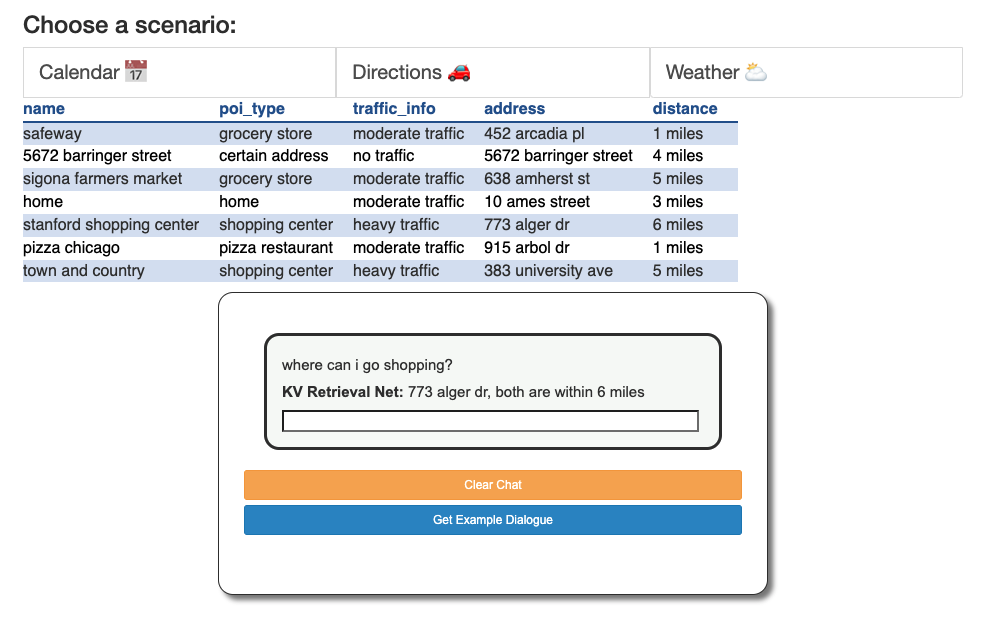 Choose a scenario:
Calendar 📅 Directions 🚗 Weather 🌥️
name poi_type traffic_info address distance
safeway grocery store moderate traffic 452 arcadia pl 1 miles
5672 barringer street certain address no traffic 5672 barringer street 4 miles
sigona farmers market grocery store moderate traffic 638 amherst st 5 miles
home home moderate traffic 10 ames street 3 miles
stanford shopping center shopping center heavy traffic 773 alger dr 6 miles
pizza chicago pizza restaurant moderate traffic 915 arbol dr 1 miles
town and country shopping center heavy traffic 383 university ave 5 miles
where can i go shopping?
KV Retrieval Net: 773 alger dr, both are within 6 miles
Clear Chat
Get Example Dialogue